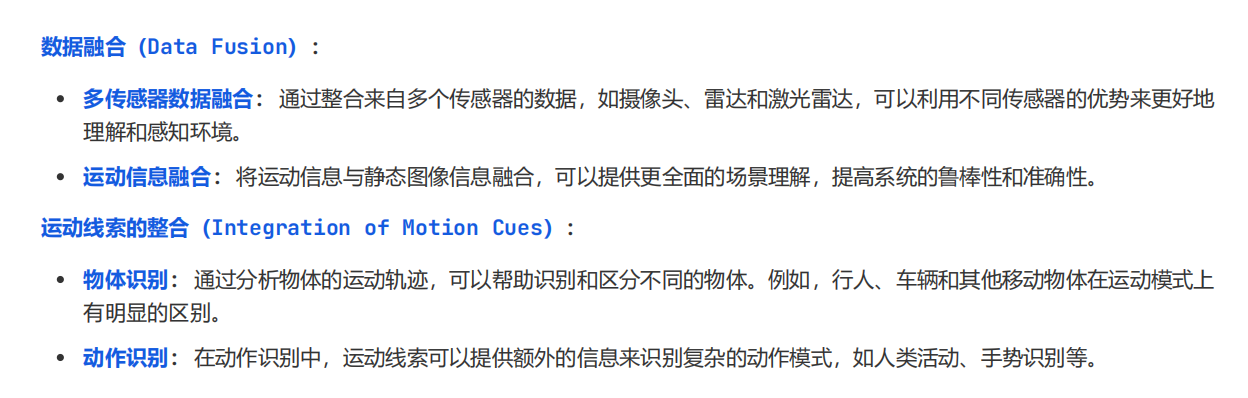 数据融合 (Data Fusion) ：
• 多传感器数据融合：通过整合来自多个传感器的数据，如摄像头、雷达和激光雷达，可以利用不同传感器的优势来更好地
理解和感知环境。
• 运动信息融合：将运动信息与静态图像信息融合，可以提供更全面的场景理解，提高系统的鲁棒性和准确性。
运动线索的整合 (Integration of Motion Cues) ：
• 物体识别：通过分析物体的运动轨迹，可以帮助识别和区分不同的物体。例如，行人、车辆和其他移动物体在运动模式上
有明显的区别。
• 动作识别：在动作识别中，运动线索可以提供额外的信息来识别复杂的动作模式，如人类活动、手势识别等。